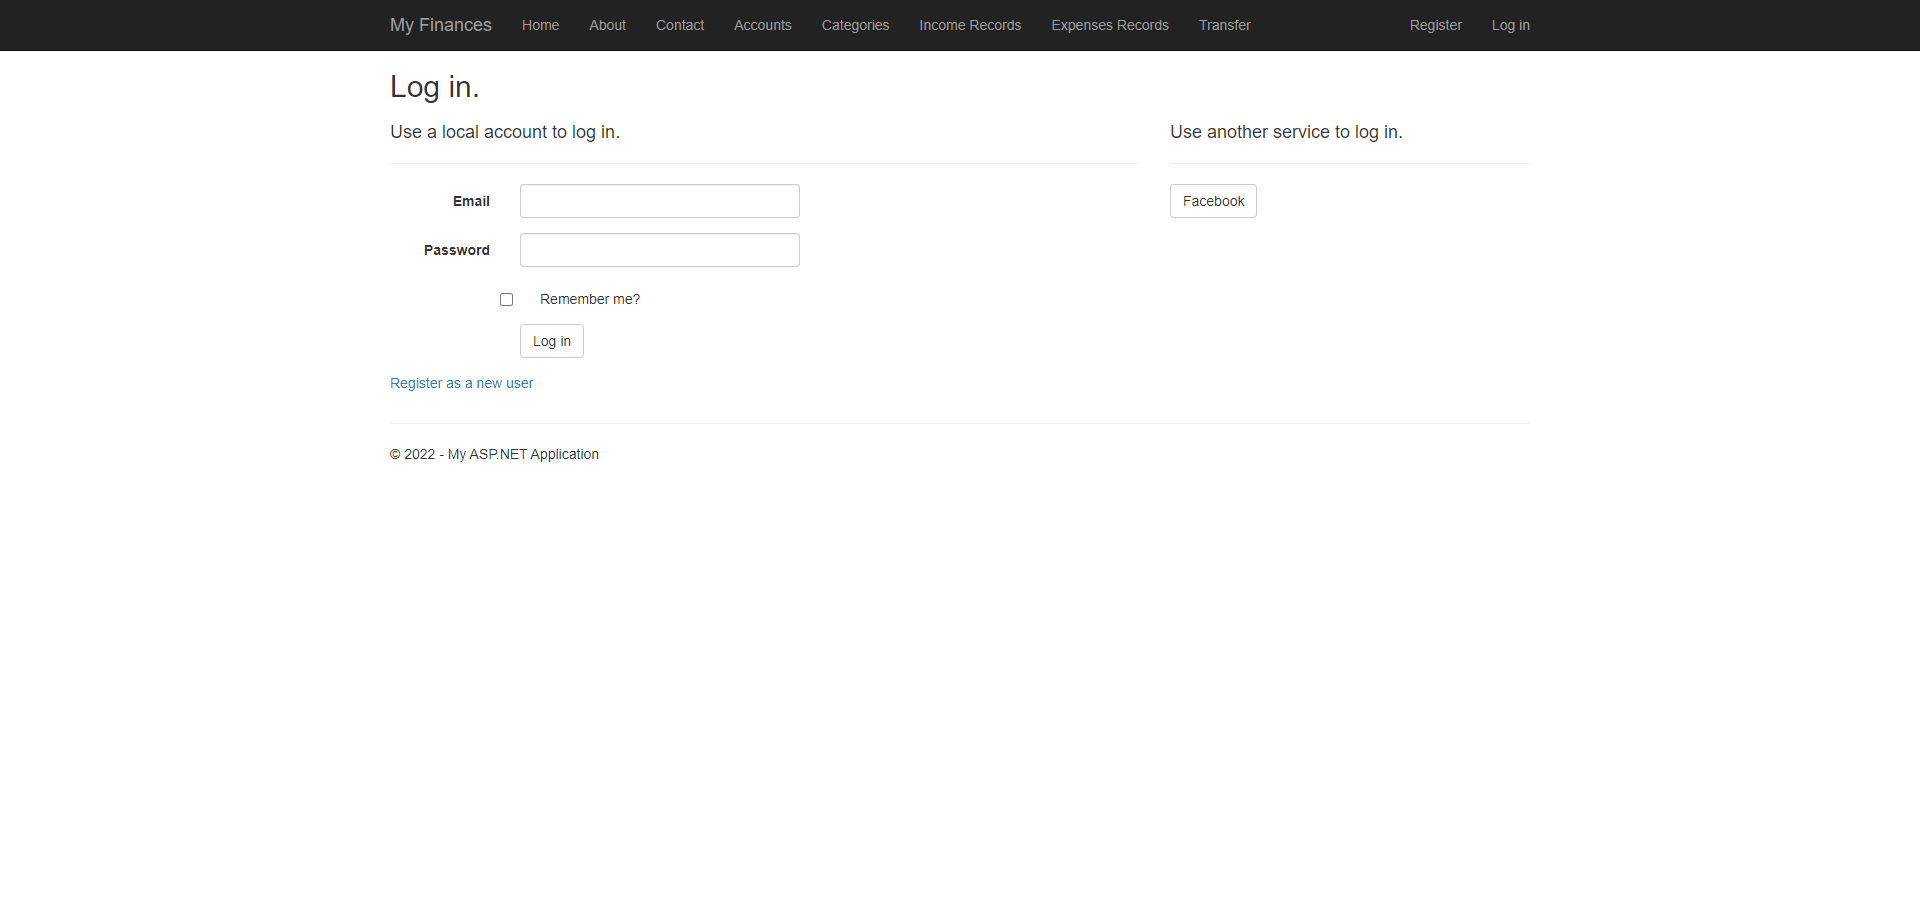 My Finances Home About Contact Accounts Categories Income Records Expenses Records Transfer Register Log in
Log in.
Use a local account to log in.
Email
Password
Remember me?
Log in
Register as a new user
Use another service to log in.
Facebook
© 2022 - My ASP.NET Application